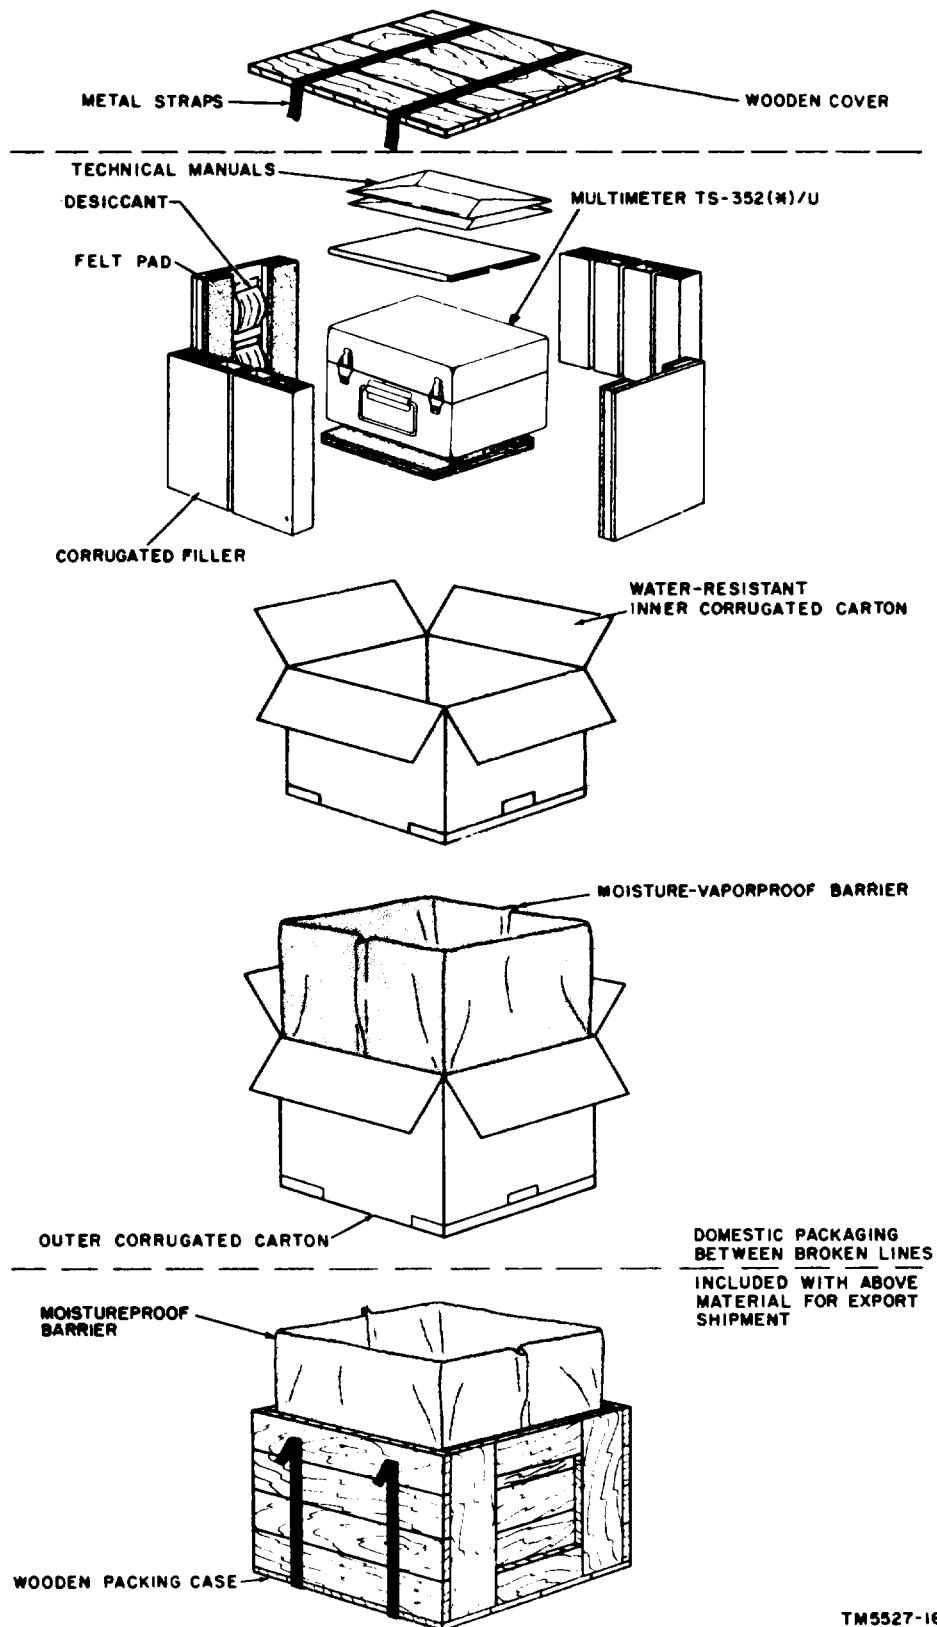 METAL STRAPS
WOODEN COVER
TECHNICAL MANUALS
DESICCANT
MULTIMETER TS-352(*)/U
FELT PAD
CORRUGATED FILLER
WATER-RESISTANT
INNER CORRUGATED CARTON
MOISTURE-VAPORPROOF BARRIER
OUTER CORRUGATED CARTON
DOMESTIC PACKAGING
BETWEEN BROKEN LINES
INCLUDED WITH ABOVE
MATERIAL FOR EXPORT
SHIPMENT
MOISTUREPROOF
BARRIER
WOODEN PACKING CASE
TM5527-16